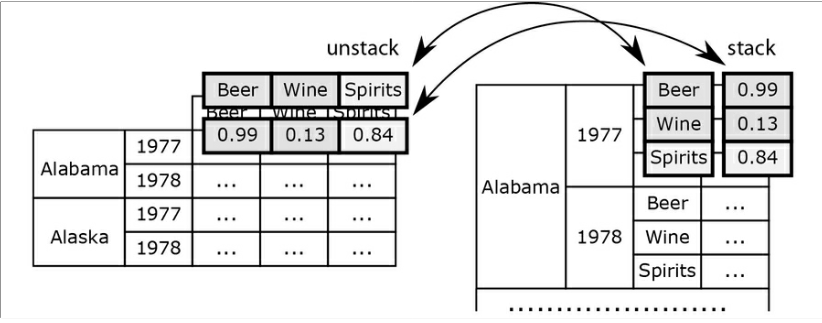 unstack
stack
Beer Wine Spirits
Beer Wine Spirits
0.99 0.13 0.84
Alabama
1977
1978 ... ... ...
Alaska
1977 ... ... ...
1978 ... ... ...
Alabama
1977
Beer 0.99
Wine 0.13
Spirits 0.84
1978
Beer ...
Wine ...
Spirits ...
......................